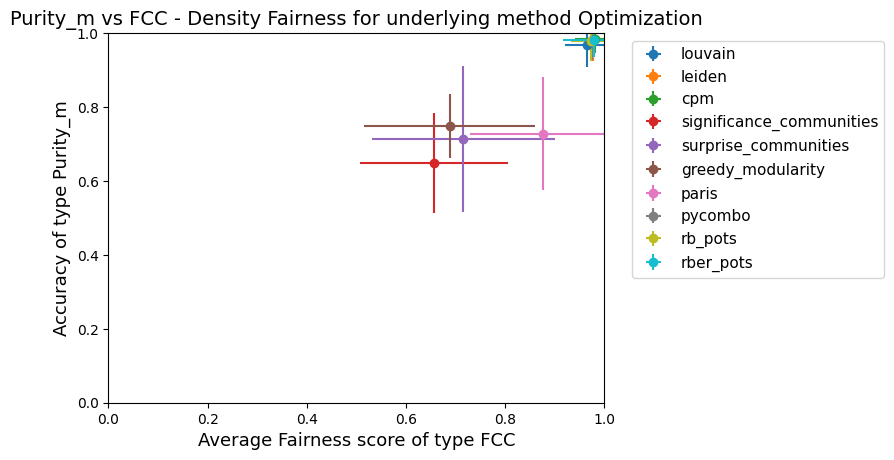 Purity_m vs FCC - Density Fairness for underlying method Optimization
Accuracy of type Purity_m
1.0
0.8
0.6
0.4
0.2
0.0
0.0 0.2 0.4 0.6 0.8 1.0
Average Fairness score of type FCC
louvain
leiden
cpm
significance_communities
surprise_communities
greedy_modularity
paris
pycombo
rb_pots
rber_pots